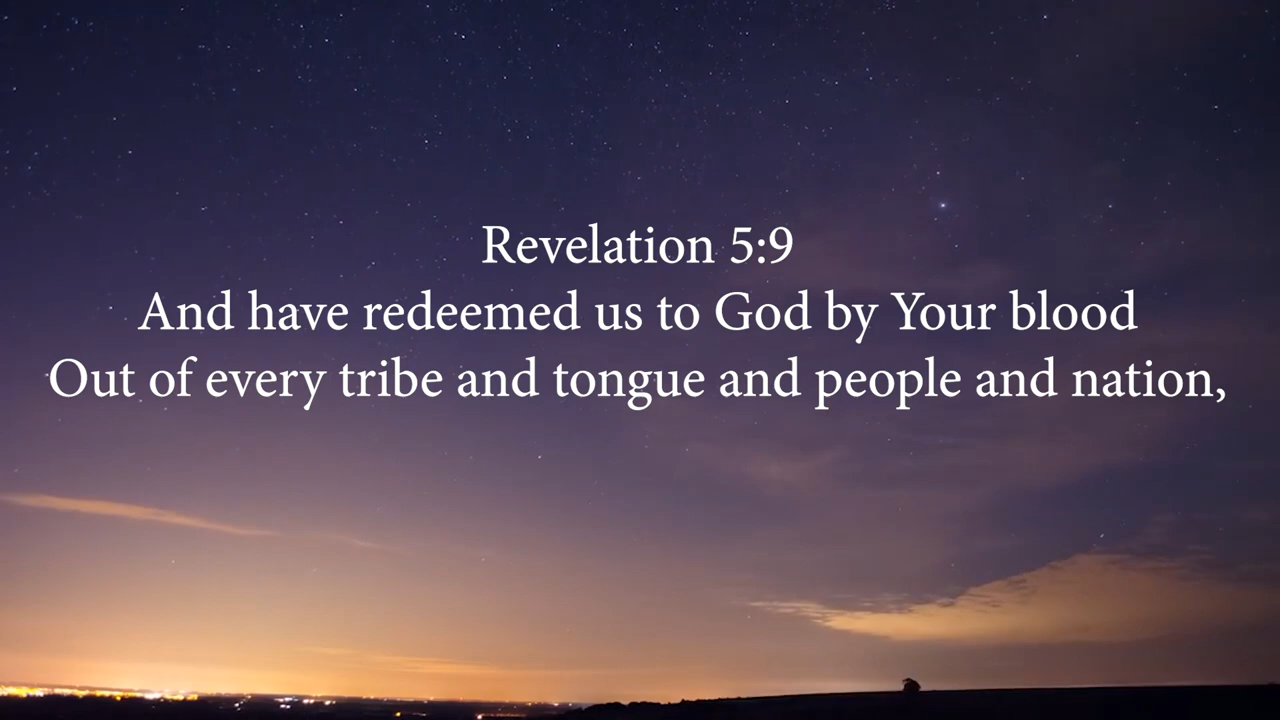 Revelation 5:9
And have redeemed us to God by Your blood
Out of every tribe and tongue and people and nation,